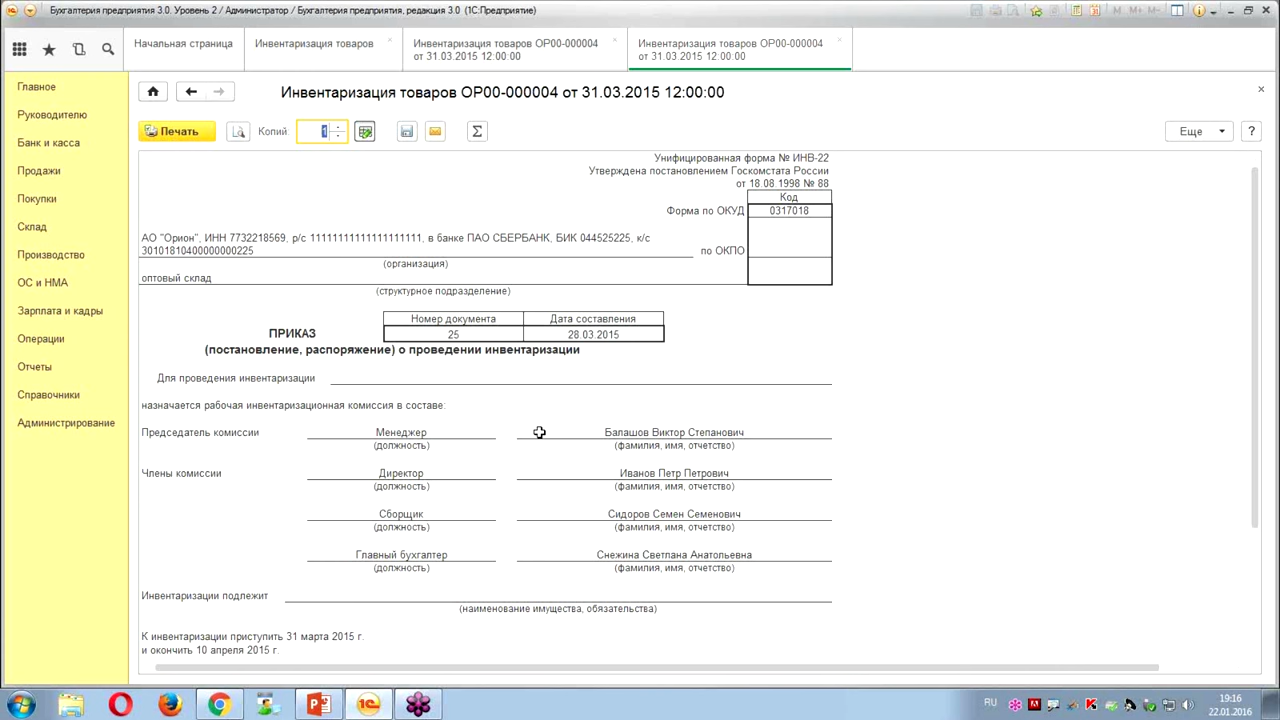 Бухгалтерия предприятия 3.0. Уровень 2 / Администратор / Бухгалтерия предприятия, редакция 3.0 (1С:Предприятие)
M M+ M-
Начальная страница
Инвентаризация товаров
Инвентаризация товаров ОР00-000004
от 31.03.2015 12:00:00
Инвентаризация товаров ОР00-000004
от 31.03.2015 12:00:00
Главное
Руководителю
Банк и касса
Продажи
Покупки
Склад
Производство
ОС и НМА
Зарплата и кадры
Операции
Отчеты
Справочники
Администрирование
Инвентаризация товаров ОР00-000004 от 31.03.2015 12:00:00
Печать
Копий:
1
Σ
Еще
?
Унифицированная форма № ИНВ-22
Утверждена постановлением Госкомстата России
от 18.08.1998 № 88
Код
Форма по ОКУД 0317018
АО "Орион", ИНН 7732218569, р/с 11111111111111111111, в банке ПАО СБЕРБАНК, БИК 044525225, к/с
30101810400000000225
по ОКПО
(организация)
оптовый склад
(структурное подразделение)
Номер документа Дата составления
ПРИКАЗ 25 28.03.2015
(постановление, распоряжение) о проведении инвентаризации
Для проведения инвентаризации
назначается рабочая инвентаризационная комиссия в составе:
Председатель комиссии Менеджер Балашов Виктор Степанович
(должность) (фамилия, имя, отчетство)
Члены комиссии Директор Иванов Петр Петрович
(должность) (фамилия, имя, отчетство)
Сборщик Сидоров Семен Семенович
(должность) (фамилия, имя, отчетство)
Главный бухгалтер Снежина Светлана Анатольевна
(должность) (фамилия, имя, отчетство)
Инвентаризации подлежит
(наименование имущества, обязательства)
К инвентаризации приступить 31 марта 2015 г.
и окончить 10 апреля 2015 г.
RU
19:16
22.01.2016